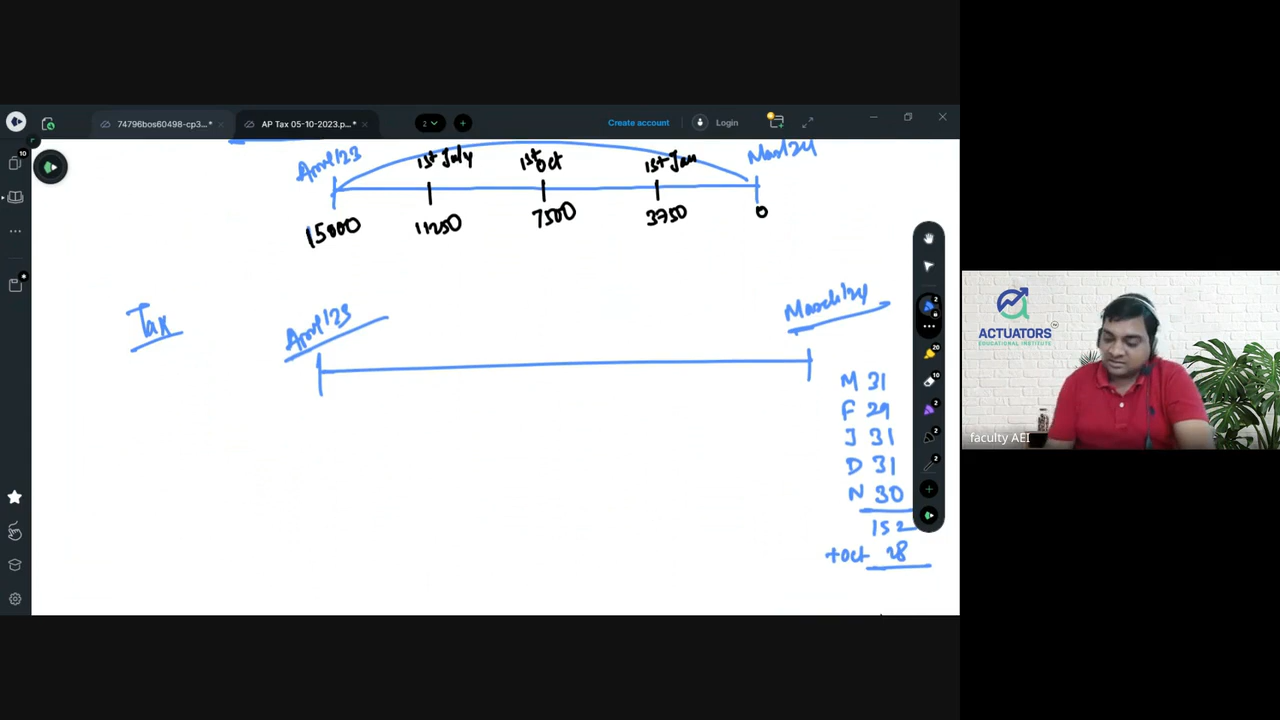 74796bos60498-cp3...*
AP Tax 05-10-2023.p...*
2
Create account
Login
April 23
1st July
1st Oct
1st Jan
Mar 24
15000
11250
7500
3750
0
Tax
April 23
March 24
M 31
F 29
J 31
D 31
N 30
152
+Oct 28
ACTUATORS
EDUCATIONAL INSTITUTE
faculty AEI